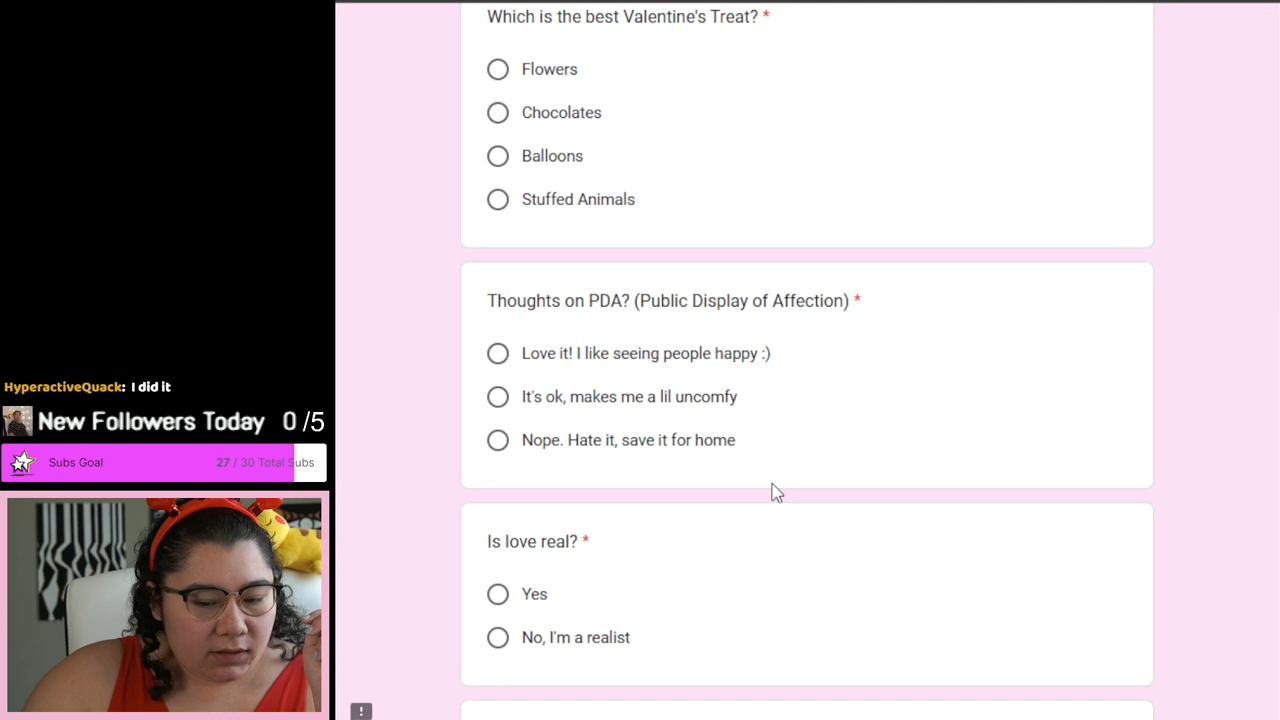 Which is the best Valentine's Treat? *
Flowers
Chocolates
Balloons
Stuffed Animals
Thoughts on PDA? (Public Display of Affection) *
Love it! I like seeing people happy :)
It's ok, makes me a lil uncomfy
Nope. Hate it, save it for home
Is love real? *
Yes
No, I'm a realist
HyperactiveQuack: I did it
New Followers Today 0 /5
Subs Goal 27 / 30 Total Subs
!